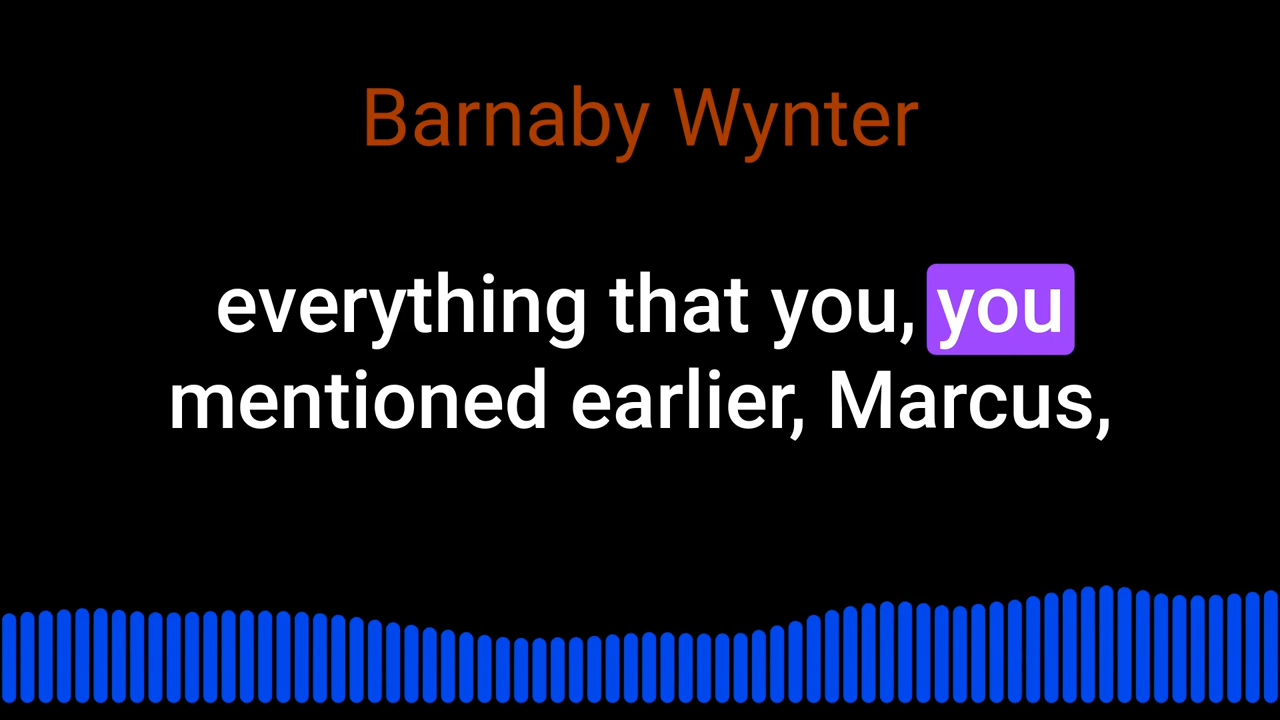 Barnaby Wynter
everything that you, you
mentioned earlier, Marcus,